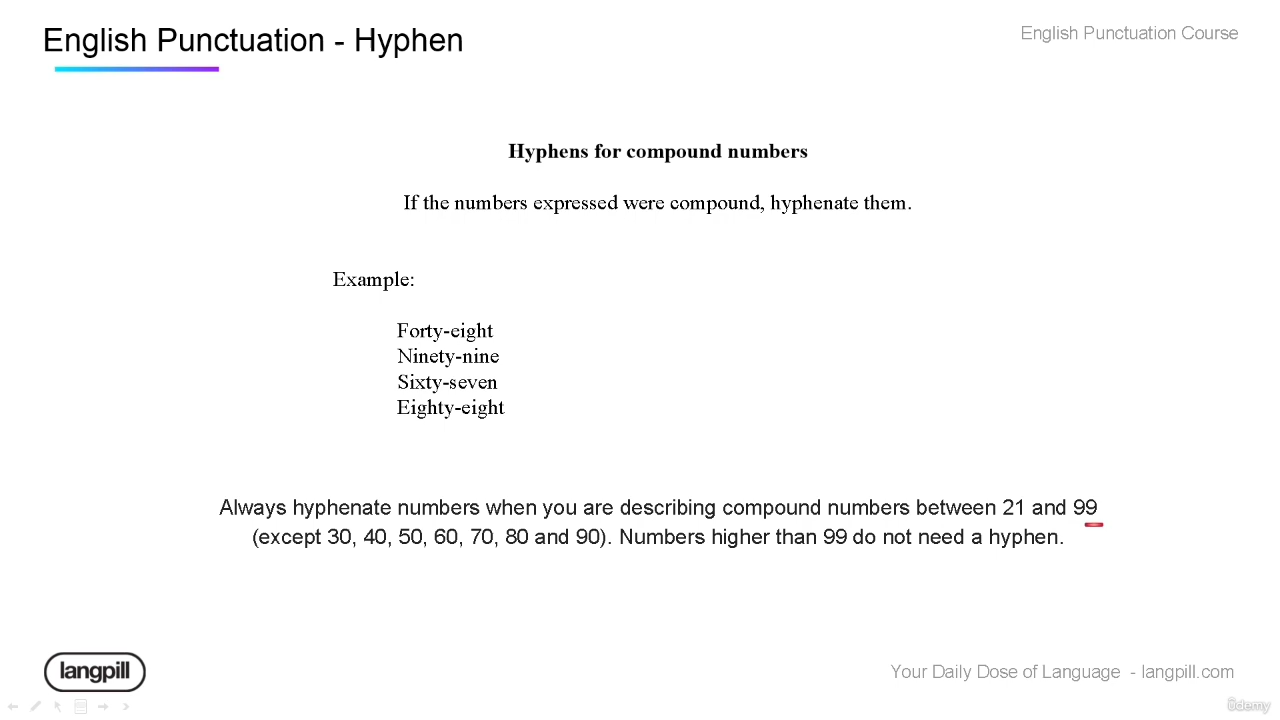 English Punctuation - Hyphen
English Punctuation Course
Hyphens for compound numbers
If the numbers expressed were compound, hyphenate them.
Example:
Forty-eight
Ninety-nine
Sixty-seven
Eighty-eight
Always hyphenate numbers when you are describing compound numbers between 21 and 99
(except 30, 40, 50, 60, 70, 80 and 90). Numbers higher than 99 do not need a hyphen.
langpill
Your Daily Dose of Language - langpill.com
ûdemy